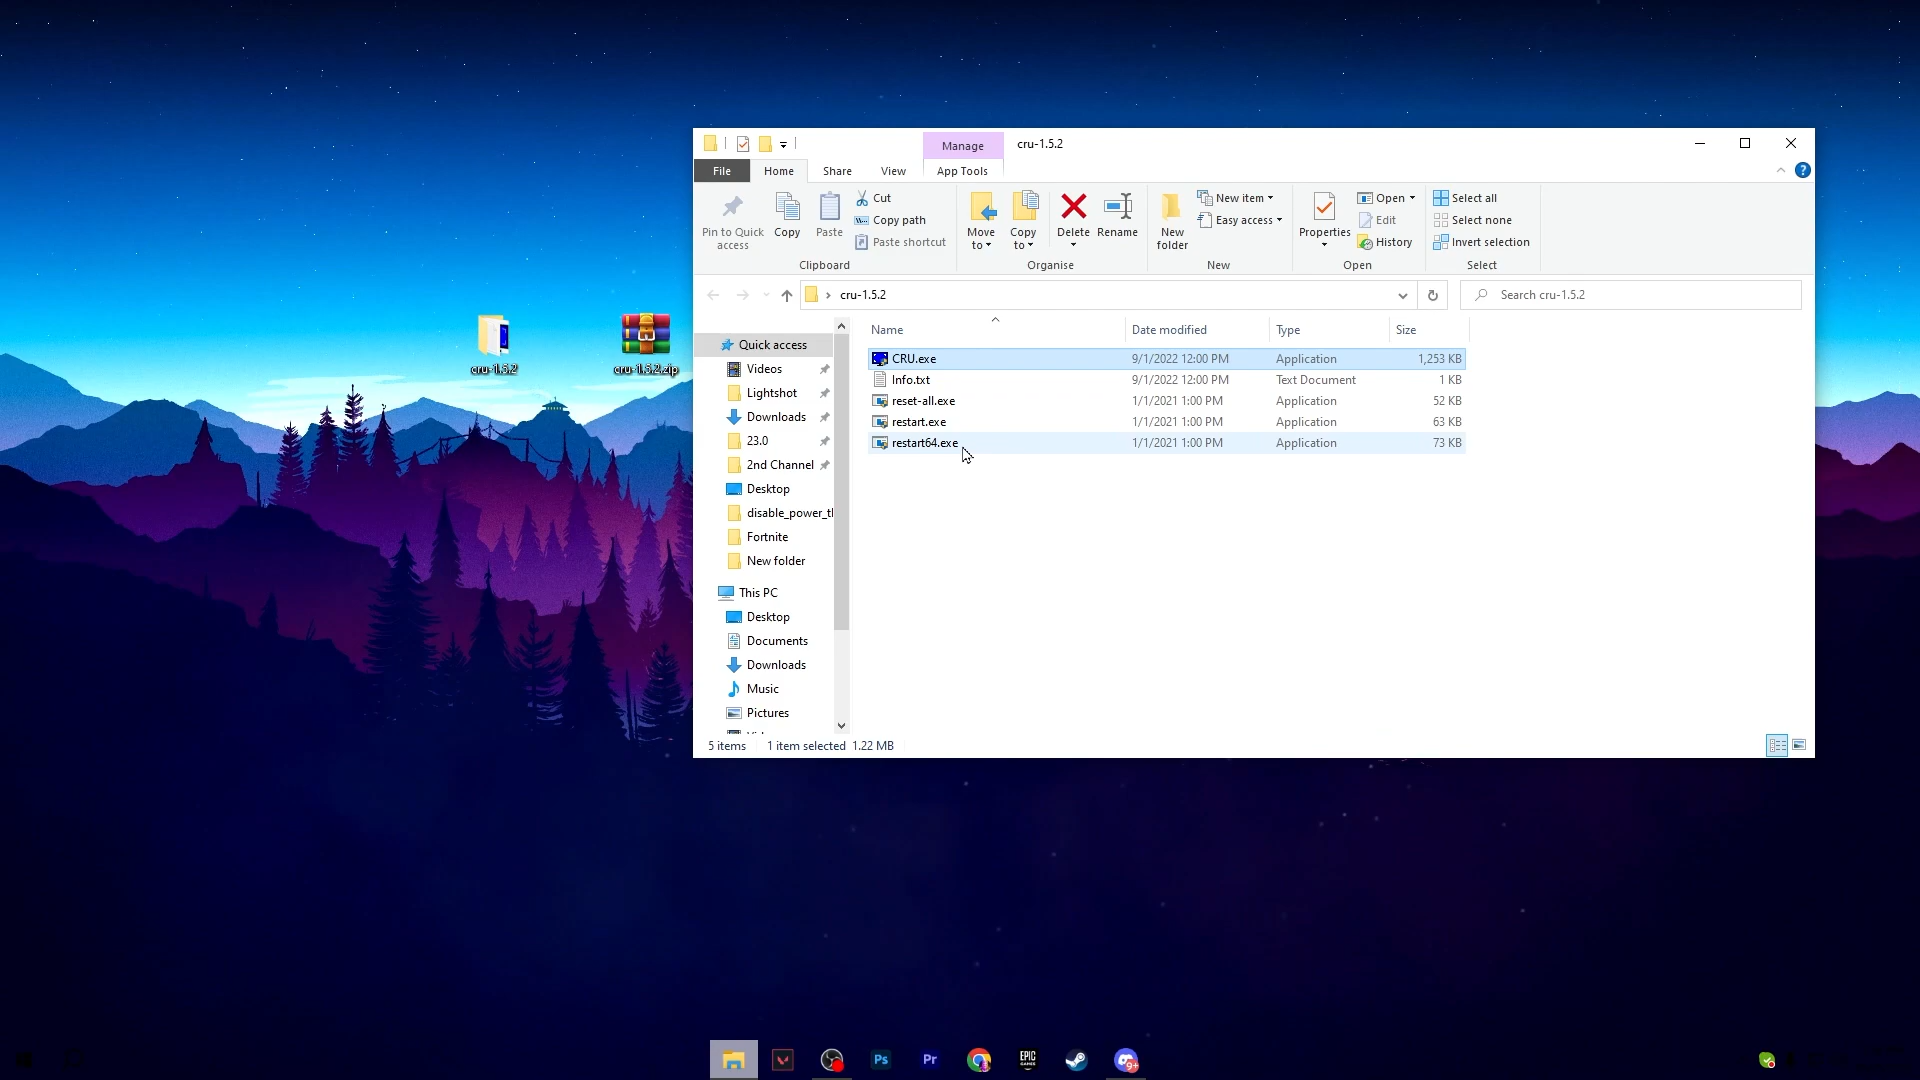 Manage
cru-1.5.2
File
Home
Share
View
App Tools
Pin to Quick
access
Copy
Paste
Cut
Copy path
Paste shortcut
Clipboard
Move
to
Copy
to
Delete
Rename
Organise
New
folder
New item
Easy access
New
Properties
Open
Edit
History
Open
Select all
Select none
Invert selection
Select
cru-1.5.2
Search cru-1.5.2
cru-1.5.2
cru-1.5.2.zip
Quick access
Videos
Lightshot
Downloads
23.0
2nd Channel
Desktop
disable_power_tl
Fortnite
New folder
This PC
Desktop
Documents
Downloads
Music
Pictures
Name Date modified Type Size
CRU.exe 9/1/2022 12:00 PM Application 1,253 KB
Info.txt 9/1/2022 12:00 PM Text Document 1 KB
reset-all.exe 1/1/2021 1:00 PM Application 52 KB
restart.exe 1/1/2021 1:00 PM Application 63 KB
restart64.exe 1/1/2021 1:00 PM Application 73 KB
5 items 1 item selected 1.22 MB
Ps
Pr
EPIC
GAMES
9+